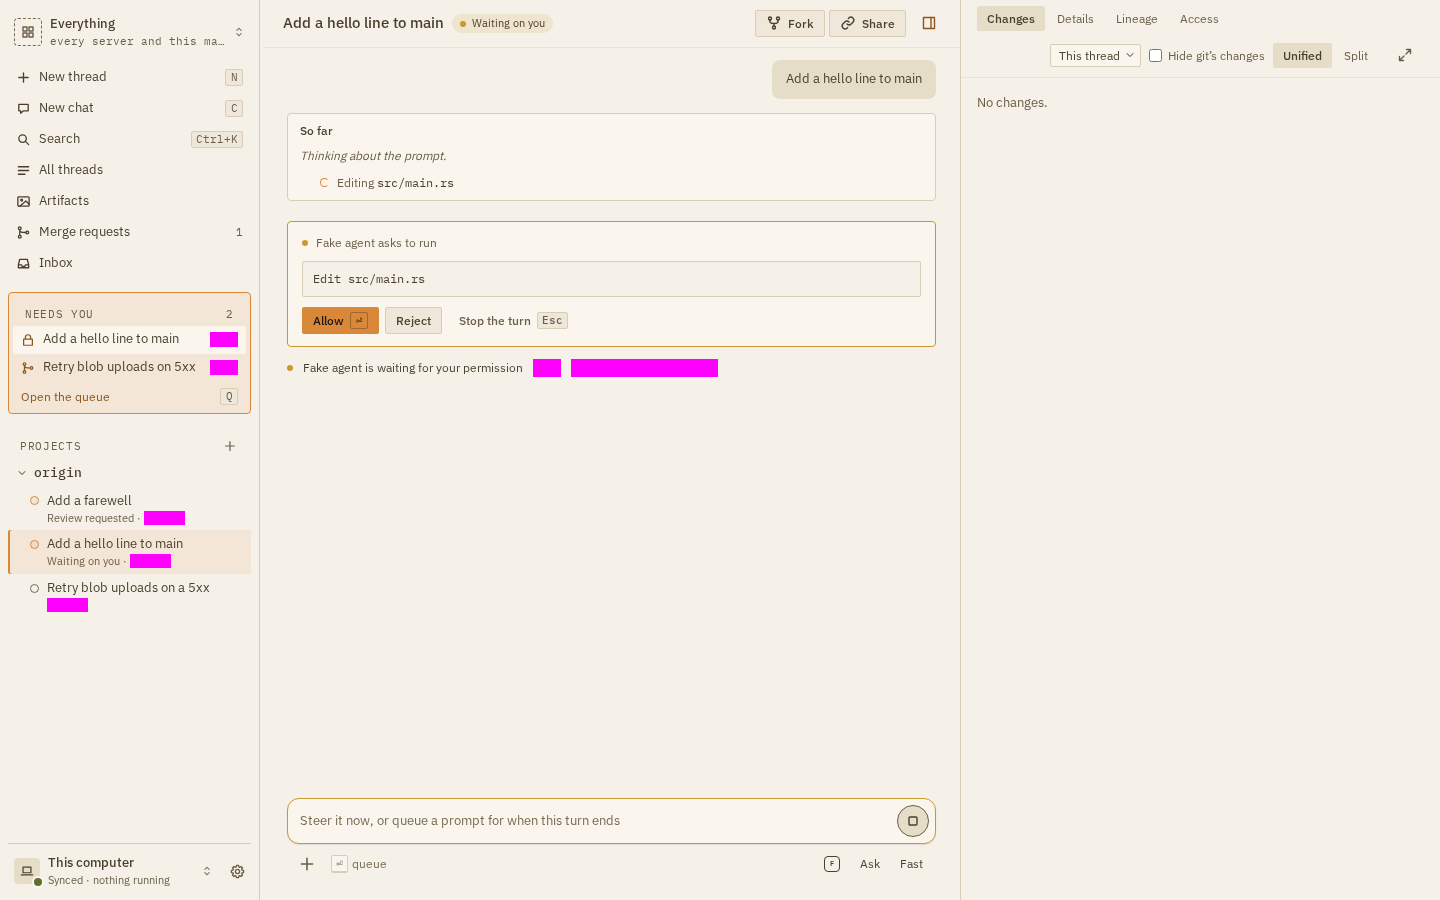 Everything
every server and this ma…
New thread N
New chat C
Search Ctrl+K
All threads
Artifacts
Merge requests 1
Inbox
NEEDS YOU 2
Add a hello line to main
Retry blob uploads on 5xx
Open the queue Q
PROJECTS
origin
Add a farewell
Review requested ·
Add a hello line to main
Waiting on you ·
Retry blob uploads on a 5xx
This computer
Synced · nothing running
Add a hello line to main
Waiting on you
Fork
Share
Add a hello line to main
So far
Thinking about the prompt.
Editing src/main.rs
Fake agent asks to run
Edit src/main.rs
Allow ⏎ Reject Stop the turn Esc
Fake agent is waiting for your permission
Steer it now, or queue a prompt for when this turn ends
⏎ queue
F Ask Fast
Changes Details Lineage Access
This thread Hide git's changes Unified Split
No changes.